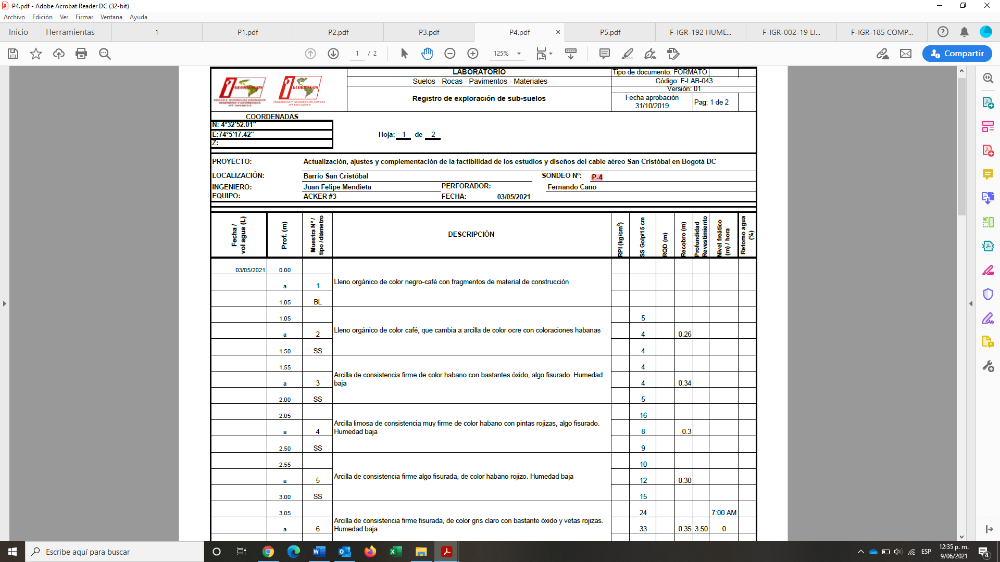 P4.pdf - Adobe Acrobat Reader DC (32-bit)
Archivo Edición Ver Firmar Ventana Ayuda
Inicio Herramientas 1 P1.pdf P2.pdf P3.pdf P4.pdf P5.pdf F-IGR-192 HUME... F-IGR-002-19 LI... F-IGR-185 COMP...
1 / 2 125% Compartir
GEORIESGOS
EDGAR E. RODRIGUEZ GRANADOS
INGENIERIA Y GEORIESGOS
GEORIESGOS
INGENIERIA Y GEORIESGOS IGR SAS
LABORATORIO
Suelos - Rocas - Pavimentos - Materiales
Registro de exploración de sub-suelos
Tipo de documento: FORMATO
Código: F-LAB-043
Versión: 01
Fecha aprobación
31/10/2019
Pag: 1 de 2
COORDENADAS
N: 4°32'52.01"
E:74°5'17.42"
Z:
Hoja: 1 de 2
PROYECTO: Actualización, ajustes y complementación de la factibilidad de los estudios y diseños del cable aéreo San Cristóbal en Bogotá DC
LOCALIZACIÓN: Barrio San Cristóbal SONDEO Nº: P-4
INGENIERO: Juan Felipe Mendieta PERFORADOR: Fernando Cano
EQUIPO: ACKER #3 FECHA: 03/05/2021
Fecha /
vol agua (L)
Prof. (m)
Muestra Nº /
tipo /diámetro
DESCRIPCIÓN
RPI (kg/cm2)
SS Golp/15 cm
RQD (m)
Recobro (m)
Profundidad
Revestimiento
Nivel freático
(m) / hora
Retorno agua
(%)
03/05/2021 0.00
a 1 Lleno orgánico de color negro-café con fragmentos de material de construcción
1.05 BL
1.05 5
a 2 Lleno orgánico de color café, que cambia a arcilla de color ocre con coloraciones habanas 4 0.26
1.50 SS 4
1.55 4
Arcilla de consistencia firme de color habano con bastantes óxido, algo fisurado. Humedad
a 3 baja 4 0.34
2.00 SS 5
2.05 16
Arcilla limosa de consistencia muy firme de color habano con pintas rojizas, algo fisurado.
a 4 Humedad baja 8 0.3
2.50 SS 9
2.55 10
a 5 Arcilla de consistencia firme algo fisurada, de color habano rojizo. Humedad baja 12 0.30
3.00 SS 15
3.05 24 7:00 AM
Arcilla de consistencia firme fisurada, de color gris claro con bastante óxido y vetas rojizas.
a 6 Humedad baja 33 0.35 3.50 0
Escribe aquí para buscar
ESP
12:35 p. m.
9/06/2021
4